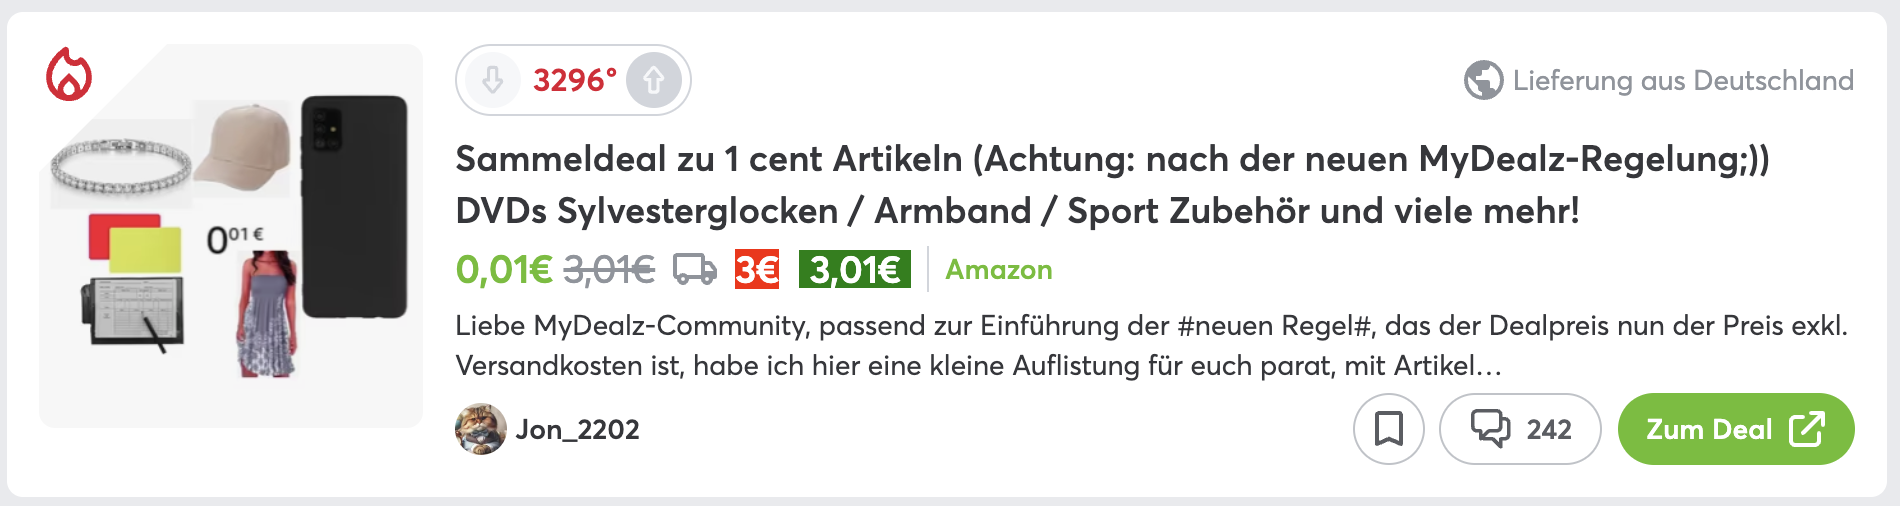 3296°
Lieferung aus Deutschland
Sammeldeal zu 1 cent Artikeln (Achtung: nach der neuen MyDealz-Regelung;))
DVDs Sylvesterglocken / Armband / Sport Zubehör und viele mehr!
0,01€ 3,01€ 3€ 3,01€ Amazon
Liebe MyDealz-Community, passend zur Einführung der #neuen Regel#, das der Dealpreis nun der Preis exkl.
Versandkosten ist, habe ich hier eine kleine Auflistung für euch parat, mit Artikel…
Jon_2202
242
Zum Deal
0⁰¹ €